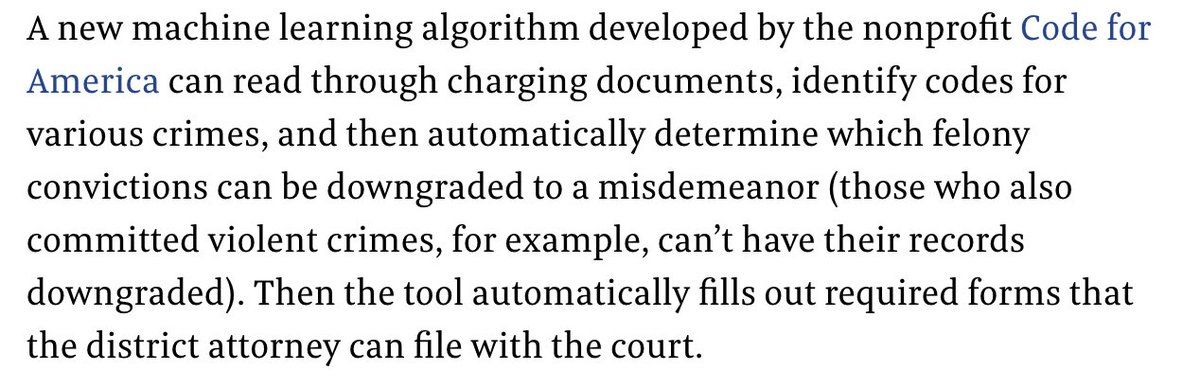 A new machine learning algorithm developed by the nonprofit Code for
America can read through charging documents, identify codes for
various crimes, and then automatically determine which felony
convictions can be downgraded to a misdemeanor (those who also
committed violent crimes, for example, can’t have their records
downgraded). Then the tool automatically fills out required forms that
the district attorney can file with the court.